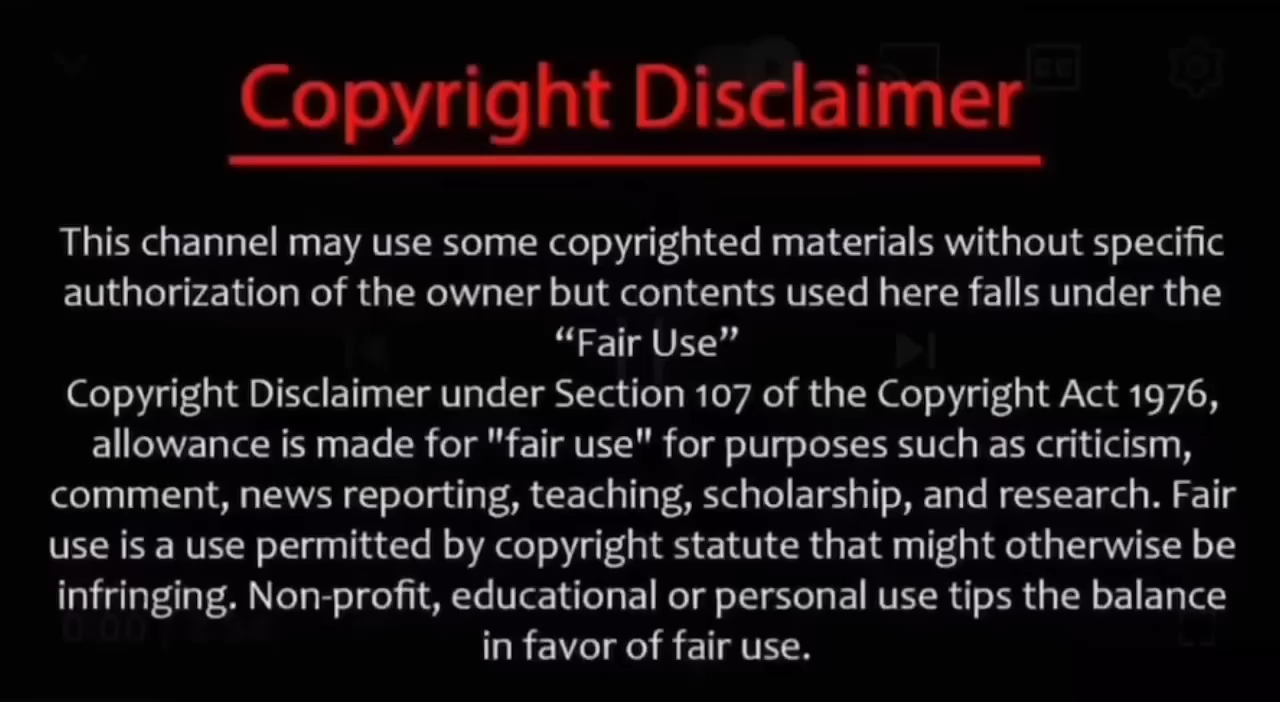 Copyright Disclaimer
This channel may use some copyrighted materials without specific
authorization of the owner but contents used here falls under the
“Fair Use”
Copyright Disclaimer under Section 107 of the Copyright Act 1976,
allowance is made for "fair use" for purposes such as criticism,
comment, news reporting, teaching, scholarship, and research. Fair
use is a use permitted by copyright statute that might otherwise be
infringing. Non-profit, educational or personal use tips the balance
in favor of fair use.